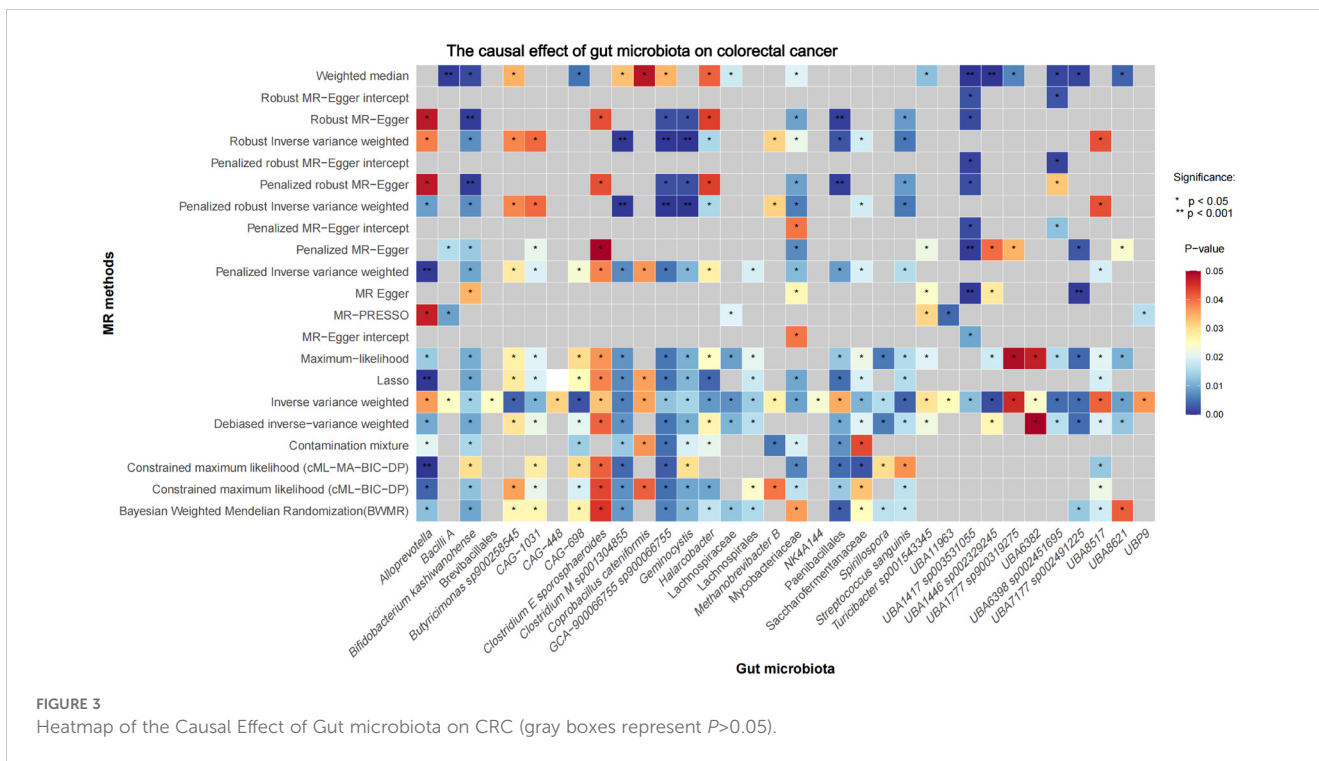 The causal effect of gut microbiota on colorectal cancer
MR methods
Weighted median
Robust MR−Egger intercept
Robust MR−Egger
Robust Inverse variance weighted
Penalized robust MR−Egger intercept
Penalized robust MR−Egger
Penalized robust Inverse variance weighted
Penalized MR−Egger intercept
Penalized MR−Egger
Penalized Inverse variance weighted
MR Egger
MR−PRESSO
MR−Egger intercept
Maximum−likelihood
Lasso
Inverse variance weighted
Debiased inverse−variance weighted
Contamination mixture
Constrained maximum likelihood (cML−MA−BIC−DP)
Constrained maximum likelihood (cML−BIC−DP)
Bayesian Weighted Mendelian Randomization(BWMR)
Alloprevotella
Bacilli A
Bifidobacterium kashiwanohense
Brevibacillales
Butyricimonas sp900258545
CAG−1031
CAG−448
CAG−698
Clostridium E sporosphaeroides
Clostridium M sp001304855
Coprobacillus cateniformis
GCA−900066755 sp900066755
Geminocystis
Halarcobacter
Lachnospiraceae
Lachnospirales
Methanobrevibacter B
Mycobacteriaceae
NK4A144
Paenibacillales
Saccharofermentanaceae
Spirillospora
Streptococcus sanguinis
Turicibacter sp001543345
UBA11963
UBA1417 sp003531055
UBA1446 sp002329245
UBA1777 sp900319275
UBA6382
UBA6398 sp002451695
UBA7177 sp002491225
UBA8517
UBA8621
UBP9
Gut microbiota
Significance:
* p < 0.05
** p < 0.001
P−value
0.05
0.04
0.03
0.02
0.01
0.00
FIGURE 3
Heatmap of the Causal Effect of Gut microbiota on CRC (gray boxes represent P>0.05).